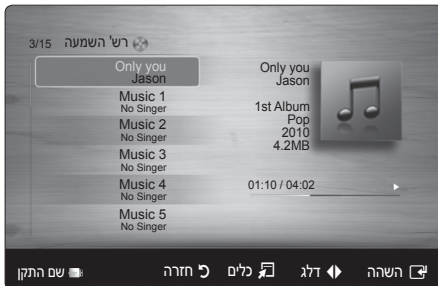 רש' השמעה 3/15
Only you
Jason
Music 1
No Singer
Music 2
No Singer
Music 3
No Singer
Music 4
No Singer
Music 5
No Singer
Only you
Jason
1st Album
Pop
2010
4.2MB
01:10 / 04:02
השהה דלג כלים חזרה שם התקן